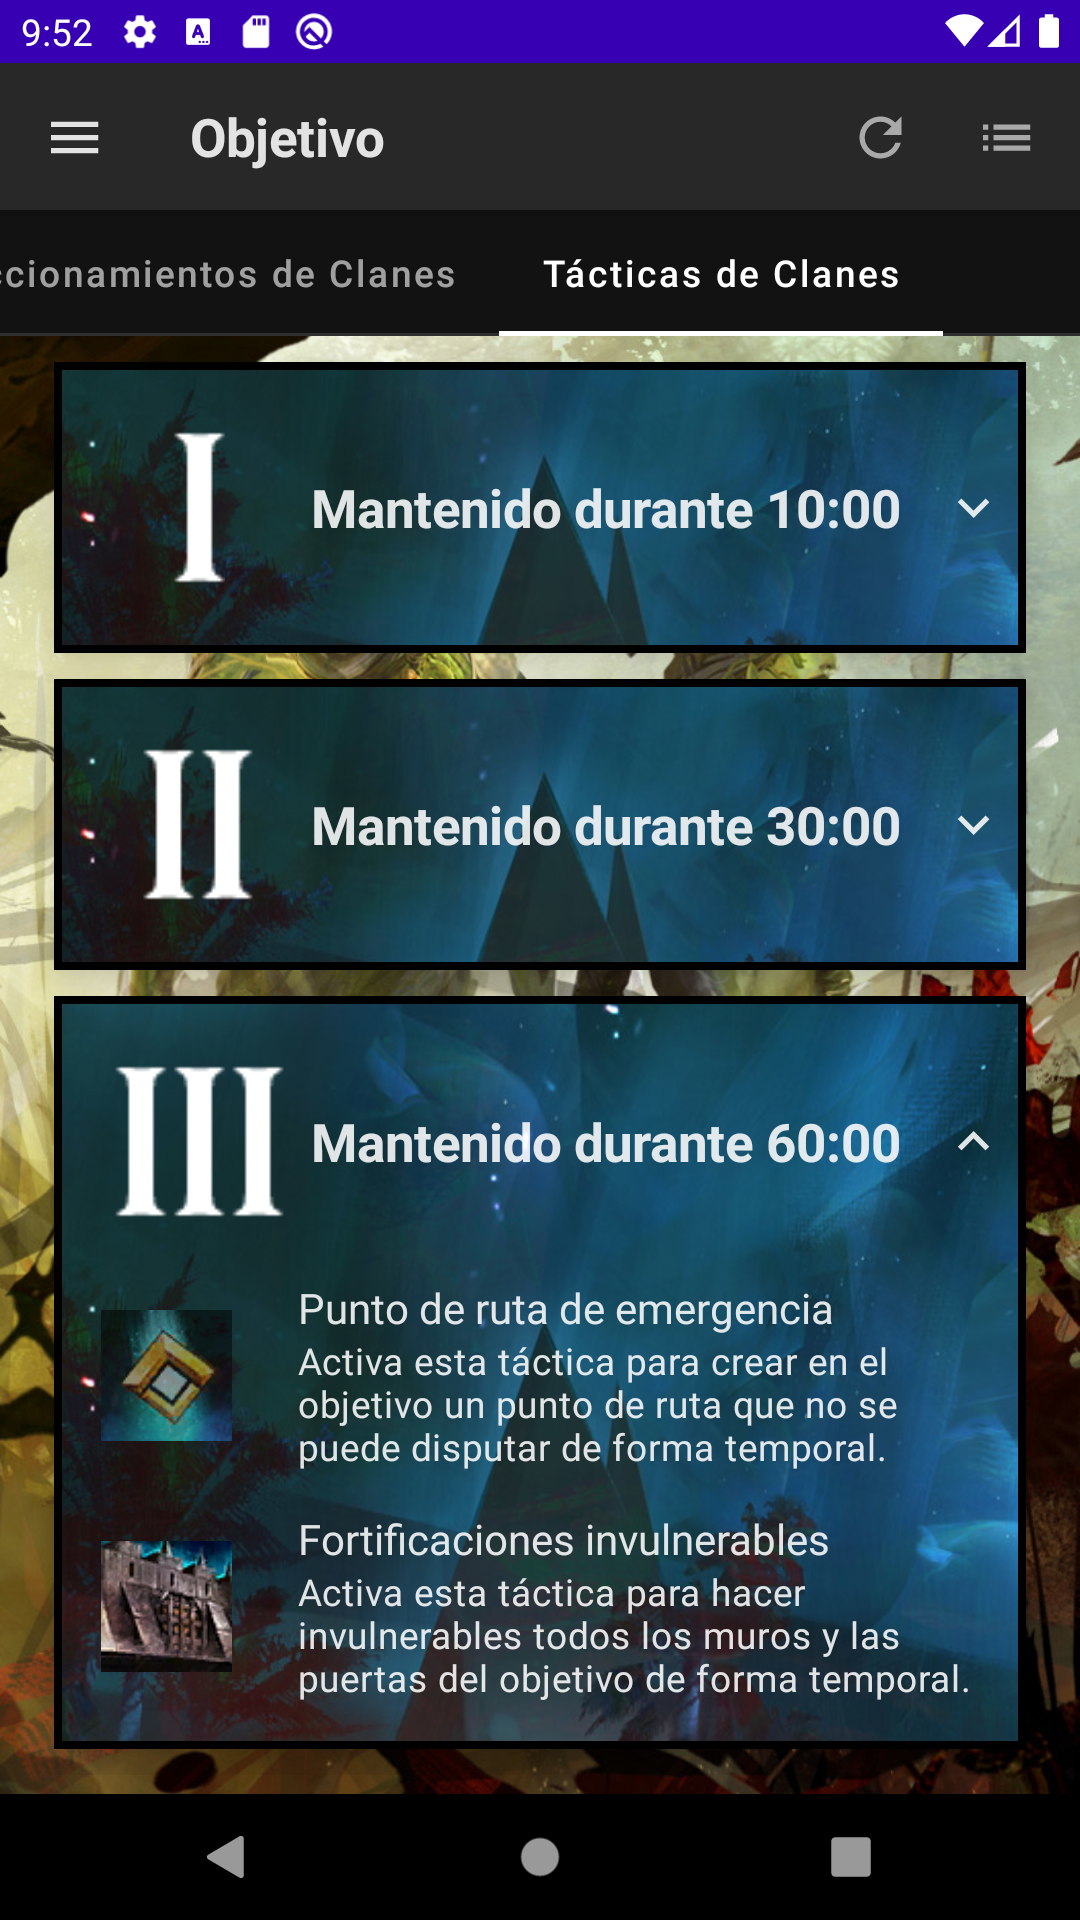 9:52
Objetivo
ccionamientos de Clanes
Tácticas de Clanes
I
Mantenido durante 10:00
II
Mantenido durante 30:00
III
Mantenido durante 60:00
Punto de ruta de emergencia
Activa esta táctica para crear en el
objetivo un punto de ruta que no se
puede disputar de forma temporal.
Fortificaciones invulnerables
Activa esta táctica para hacer
invulnerables todos los muros y las
puertas del objetivo de forma temporal.